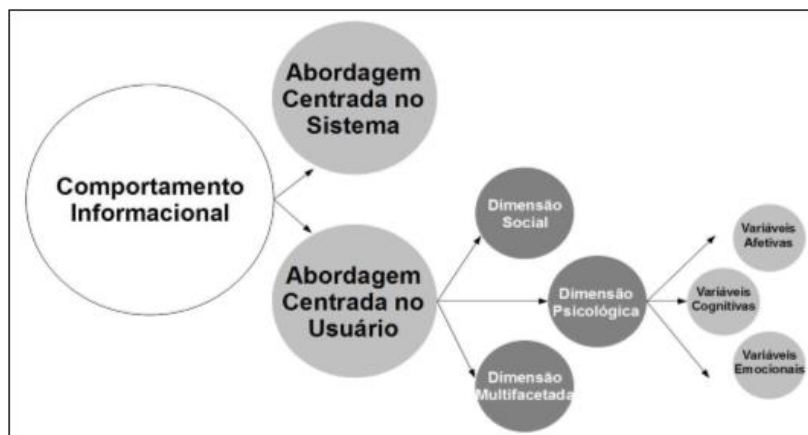 Comportamento
Informacional
Abordagem
Centrada no
Sistema
Abordagem
Centrada no
Usuário
Dimensão
Social
Dimensão
Psicológica
Dimensão
Multifacetada
Variáveis
Afetivas
Variáveis
Cognitivas
Variáveis
Emocionais